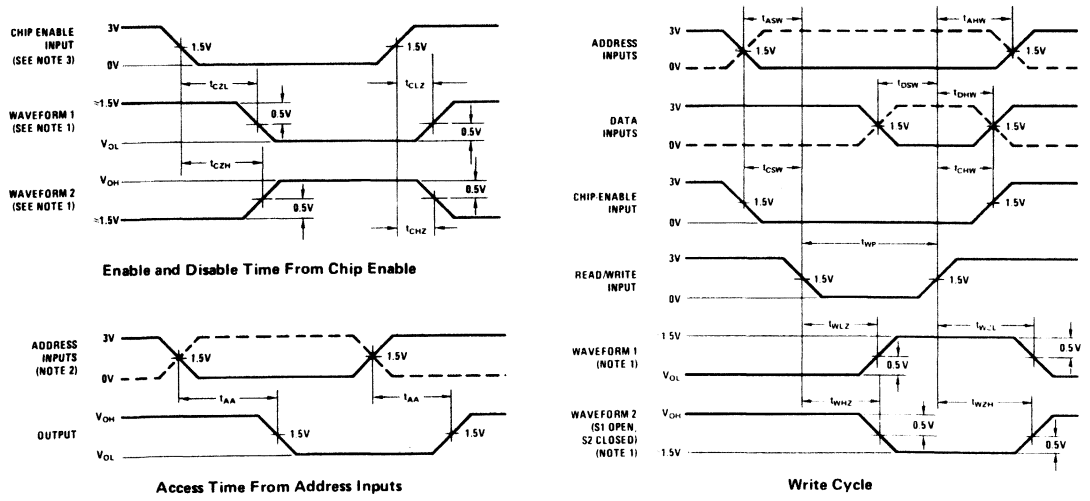 CHIP ENABLE
INPUT
(SEE NOTE 3)
3V
0V
1.5V
1.5V
tCZL
tCLZ
WAVEFORM 1
(SEE NOTE 1)
≈1.5V
VOL
0.5V
0.5V
tCZH
WAVEFORM 2
(SEE NOTE 1)
VOH
≈1.5V
0.5V
0.5V
tCHZ
Enable and Disable Time From Chip Enable
ADDRESS
INPUTS
(NOTE 2)
3V
0V
1.5V
1.5V
tAA
tAA
OUTPUT
VOH
VOL
1.5V
1.5V
Access Time From Address Inputs
tASW
tAHW
ADDRESS
INPUTS
3V
0V
1.5V
1.5V
tDSW
tDHW
DATA
INPUTS
3V
0V
1.5V
1.5V
tCSW
tCHW
CHIP-ENABLE
INPUT
3V
0V
1.5V
1.5V
tWP
READ/WRITE
INPUT
3V
0V
1.5V
1.5V
tWLZ
tWZL
WAVEFORM 1
(NOTE 1)
1.5V
VOL
0.5V
0.5V
tWHZ
tWZH
WAVEFORM 2
(S1 OPEN,
S2 CLOSED)
(NOTE 1)
VOH
1.5V
0.5V
0.5V
Write Cycle